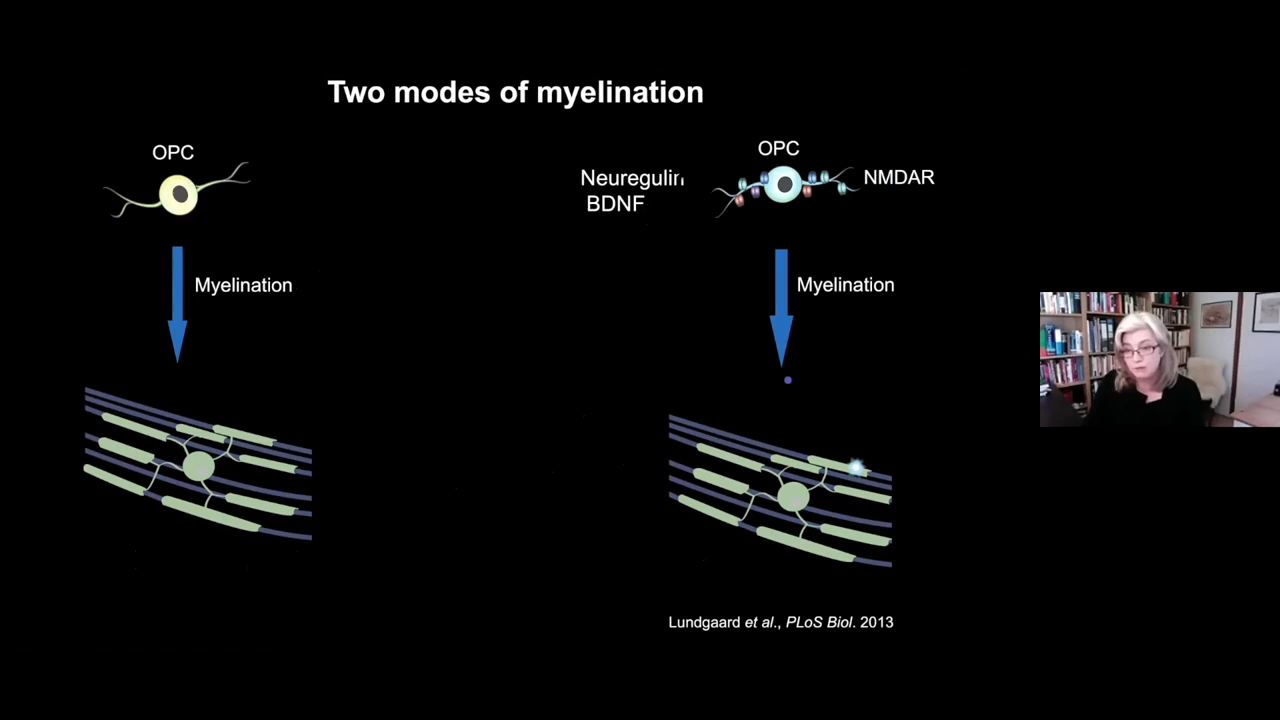 Two modes of myelination
OPC
OPC
Neuregulin
BDNF
NMDAR
Myelination
Myelination
Lundgaard et al., PLoS Biol. 2013